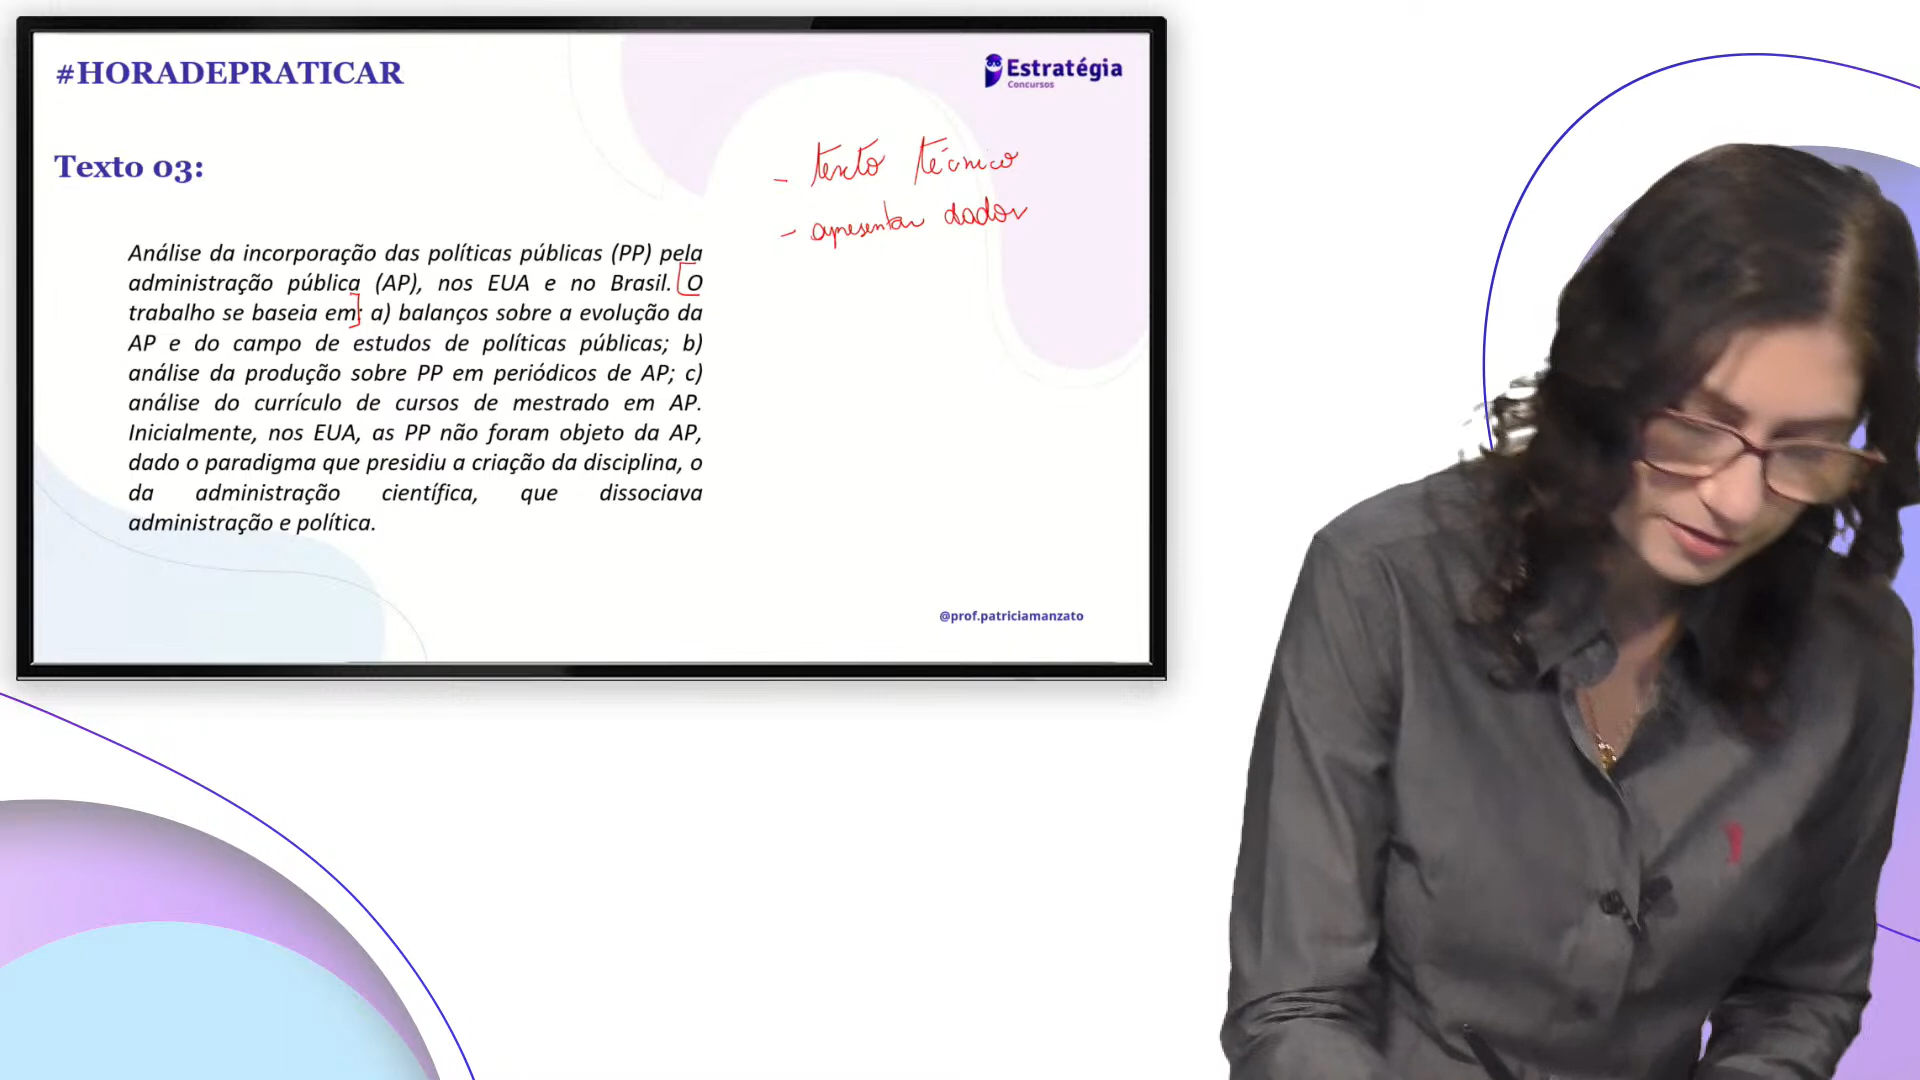 #HORADEPRATICAR
Estratégia
Concursos
Texto 03:
- texto técnico
- apresentar dados
Análise da incorporação das políticas públicas (PP) pela
administração pública (AP), nos EUA e no Brasil. O
trabalho se baseia em: a) balanços sobre a evolução da
AP e do campo de estudos de políticas públicas; b)
análise da produção sobre PP em periódicos de AP; c)
análise do currículo de cursos de mestrado em AP.
Inicialmente, nos EUA, as PP não foram objeto da AP,
dado o paradigma que presidiu a criação da disciplina, o
da administração científica, que dissociava
administração e política.
@prof.patriciamanzato